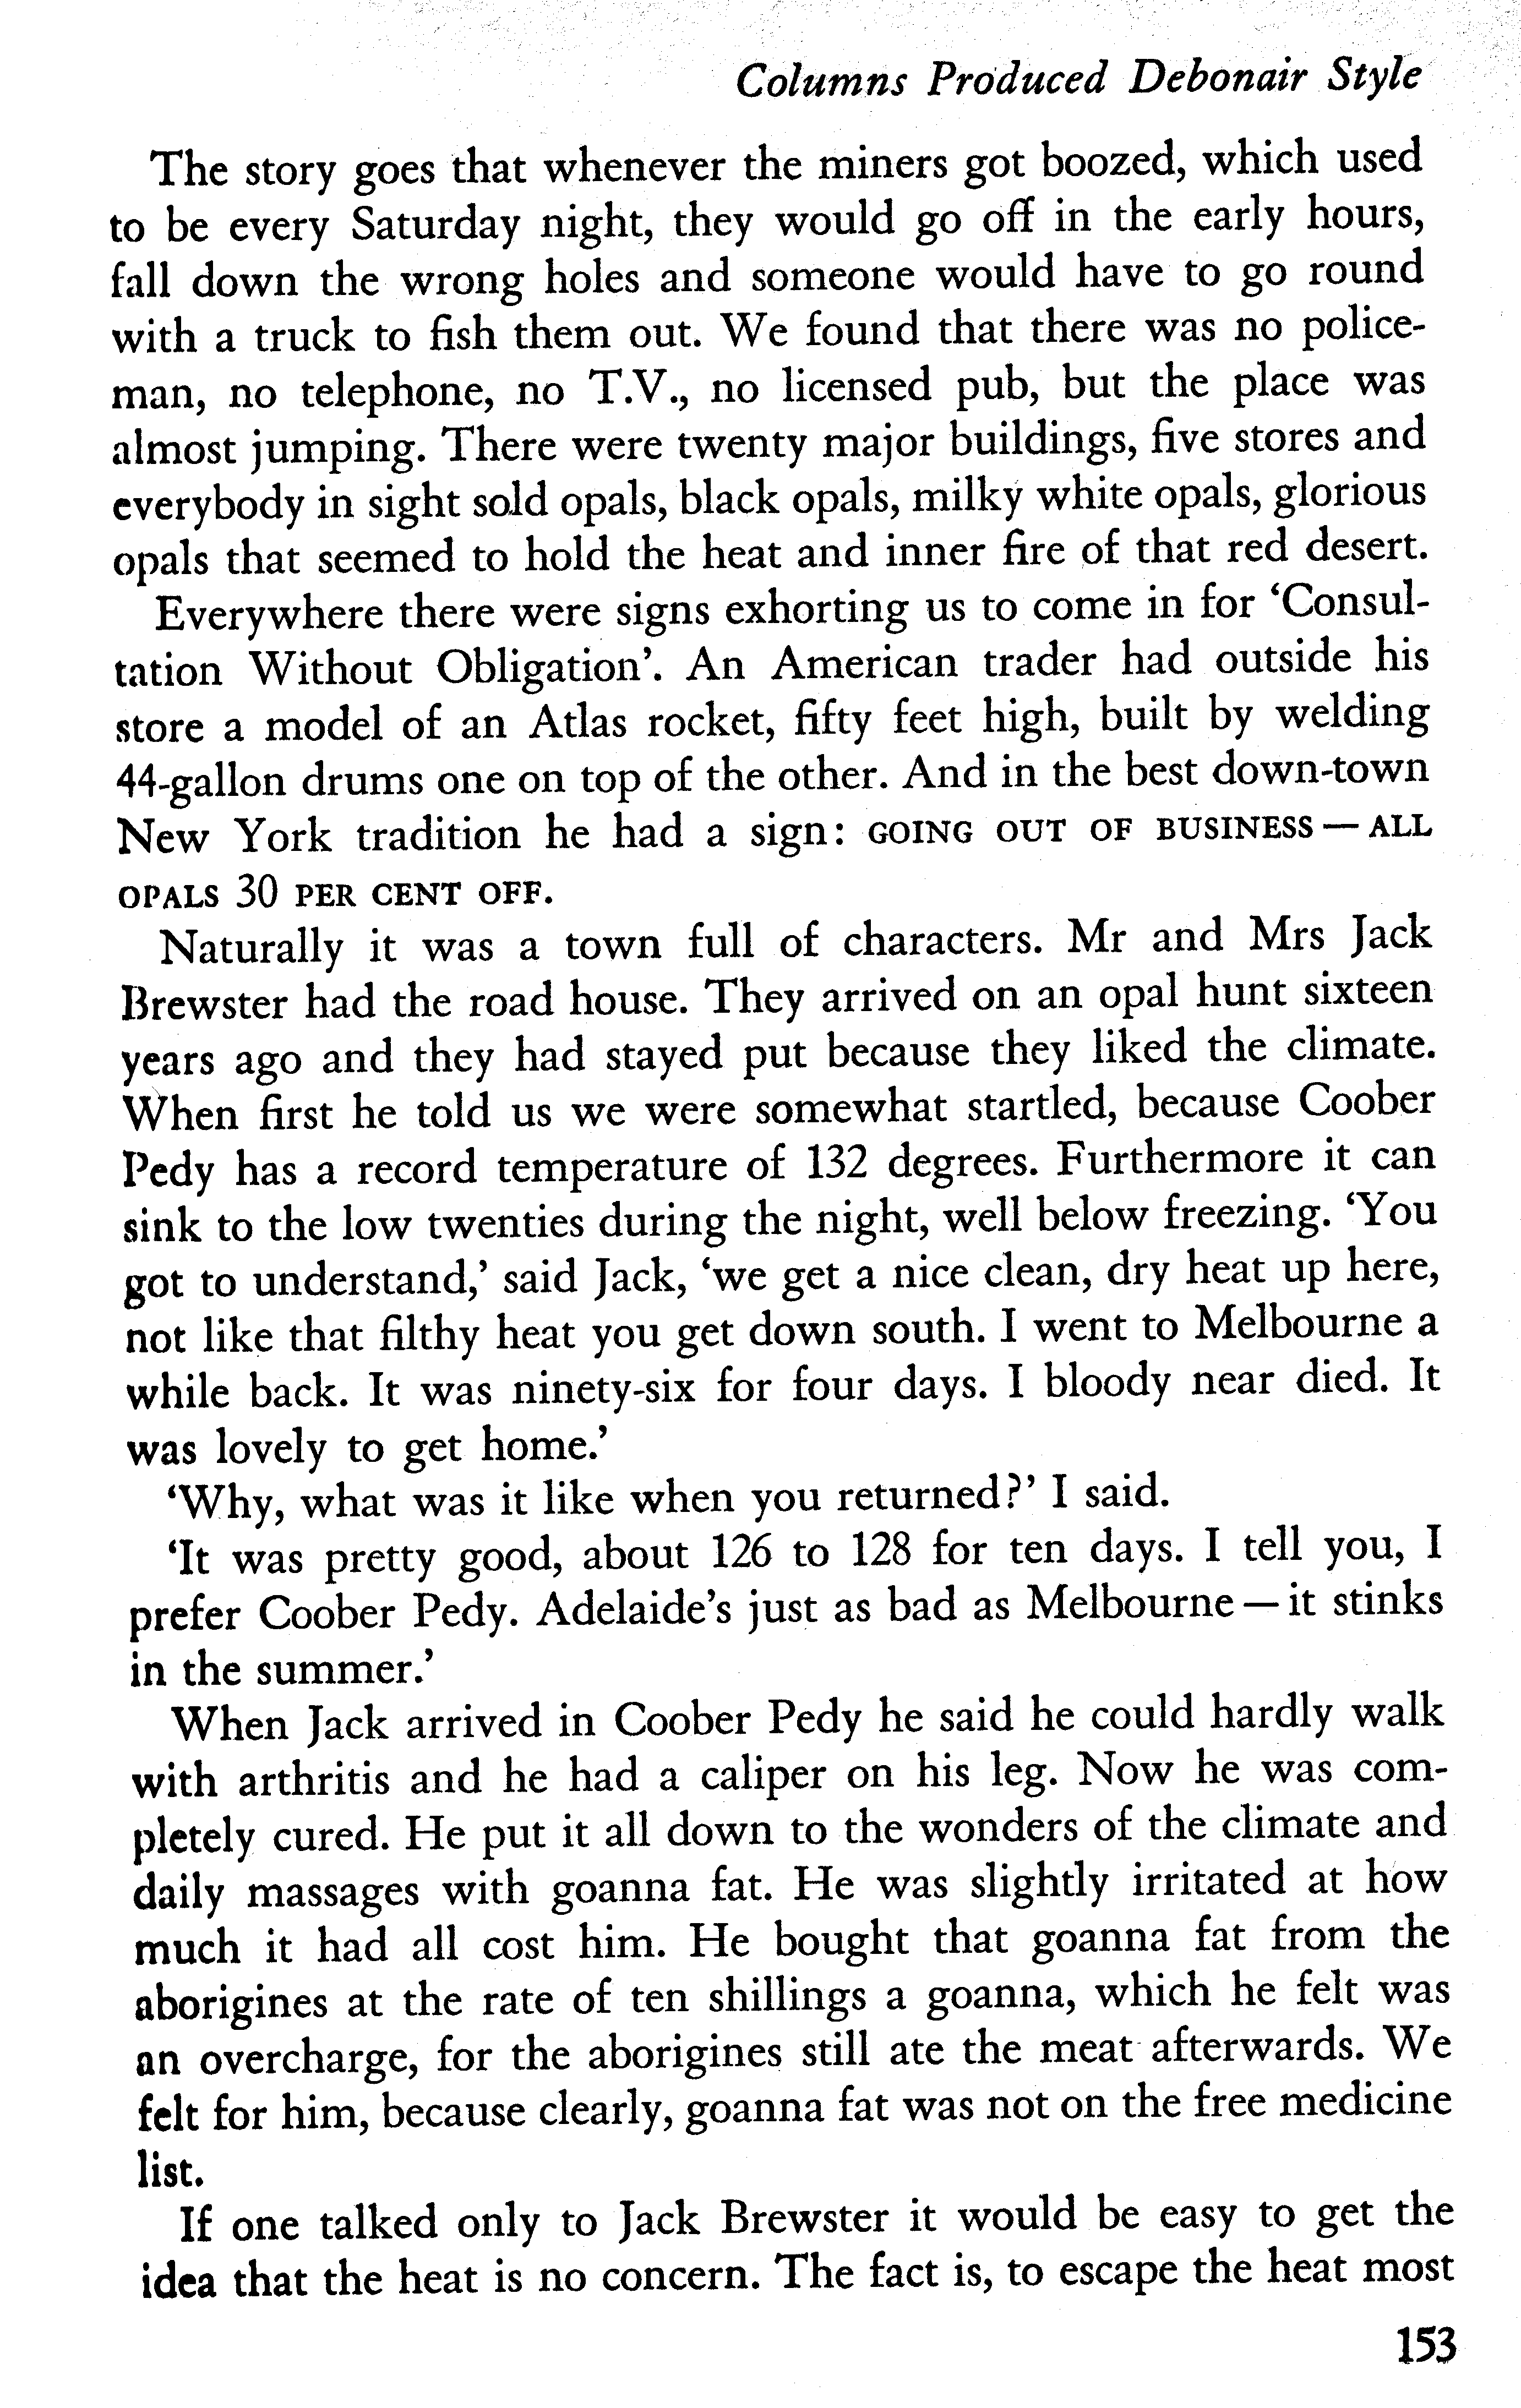 Columns Produced Debonair Style
The story goes that whenever the miners got boozed, which used
to be every Saturday night, they would go off in the early hours,
fall down the wrong holes and someone would have to go round
with a truck to fish them out. We found that there was no police-
man, no telephone, no T.V., no licensed pub, but the place was
almost jumping. There were twenty major buildings, five stores and
everybody in sight sold opals, black opals, milky white opals, glorious
opals that seemed to hold the heat and inner fire of that red desert.
Everywhere there were signs exhorting us to come in for ‘Consul-
tation Without Obligation’. An American trader had outside his
store a model of an Atlas rocket, fifty feet high, built by welding
44-gallon drums one on top of the other. And in the best down-town
New York tradition he had a sign: GOING OUT OF BUSINESS — ALL
OPALS 30 PER CENT OFF.
Naturally it was a town full of characters. Mr and Mrs Jack
Brewster had the road house. They arrived on an opal hunt sixteen
years ago and they had stayed put because they liked the climate.
When first he told us we were somewhat startled, because Coober
Pedy has a record temperature of 132 degrees. Furthermore it can
sink to the low twenties during the night, well below freezing. ‘You
got to understand,’ said Jack, ‘we get a nice clean, dry heat up here,
not like that filthy heat you get down south. I went to Melbourne a
while back. It was ninety-six for four days. I bloody near died. It
was lovely to get home.’
‘Why, what was it like when you returned?’ I said.
‘It was pretty good, about 126 to 128 for ten days. I tell you, I
prefer Coober Pedy. Adelaide’s just as bad as Melbourne — it stinks
in the summer.’
When Jack arrived in Coober Pedy he said he could hardly walk
with arthritis and he had a caliper on his leg. Now he was com-
pletely cured. He put it all down to the wonders of the climate and
daily massages with goanna fat. He was slightly irritated at how
much it had all cost him. He bought that goanna fat from the
aborigines at the rate of ten shillings a goanna, which he felt was
an overcharge, for the aborigines still ate the meat afterwards. We
felt for him, because clearly, goanna fat was not on the free medicine
list.
If one talked only to Jack Brewster it would be easy to get the
idea that the heat is no concern. The fact is, to escape the heat most
153